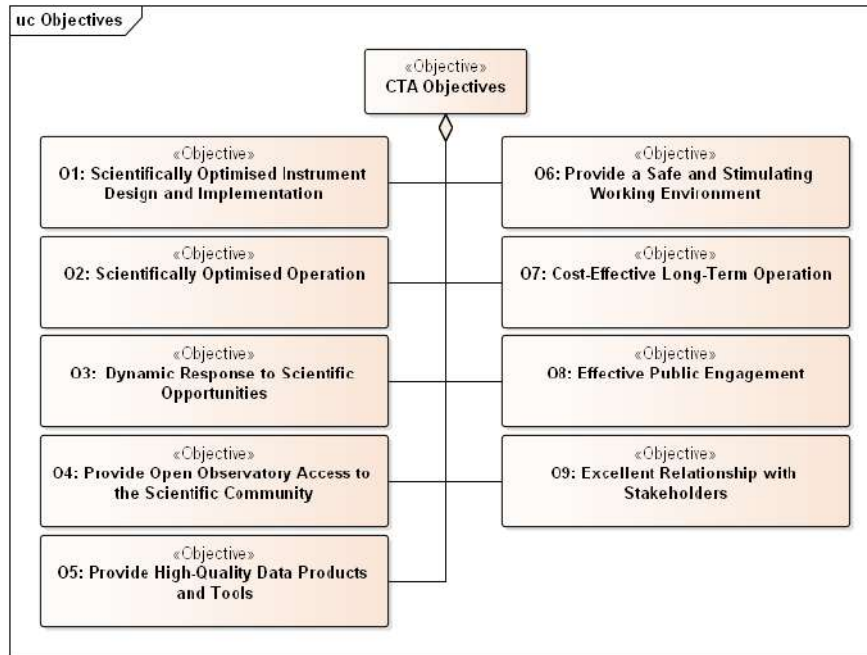 uc Objectives
«Objective»
CTA Objectives
«Objective»
O1: Scientifically Optimised Instrument
Design and Implementation
«Objective»
O2: Scientifically Optimised Operation
«Objective»
O3: Dynamic Response to Scientific
Opportunities
«Objective»
O4: Provide Open Observatory Access to
the Scientific Community
«Objective»
O5: Provide High-Quality Data Products
and Tools
«Objective»
O6: Provide a Safe and Stimulating
Working Environment
«Objective»
O7: Cost-Effective Long-Term Operation
«Objective»
O8: Effective Public Engagement
«Objective»
O9: Excellent Relationship with
Stakeholders